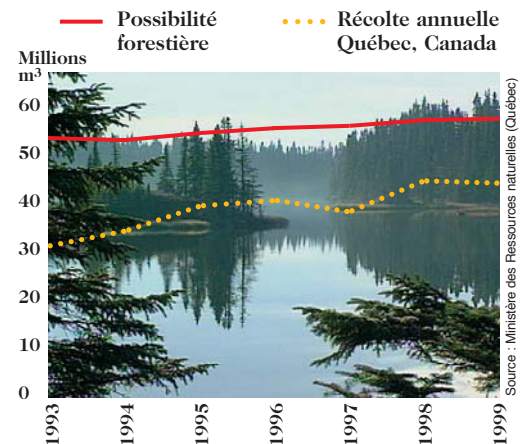 Possibilité
forestière
Récolte annuelle
Québec, Canada
Millions
m³
60
50
40
30
20
10
0
1993
1994
1995
1996
1997
1998
1999
Source : Ministère des Ressources naturelles (Québec)